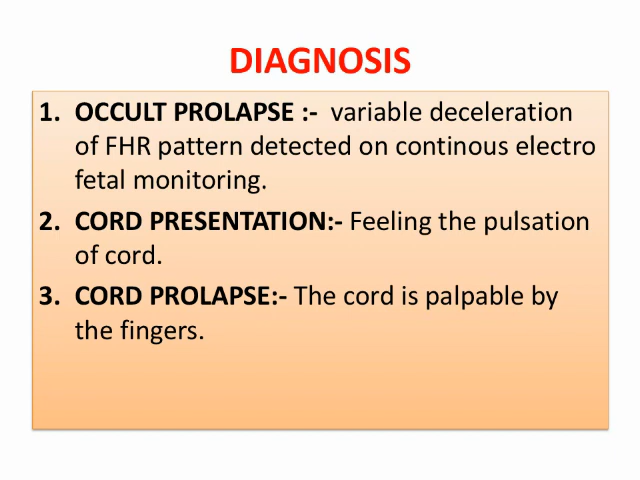 DIAGNOSIS
1. OCCULT PROLAPSE :- variable deceleration
of FHR pattern detected on continous electro
fetal monitoring.
2. CORD PRESENTATION:- Feeling the pulsation
of cord.
3. CORD PROLAPSE:- The cord is palpable by
the fingers.